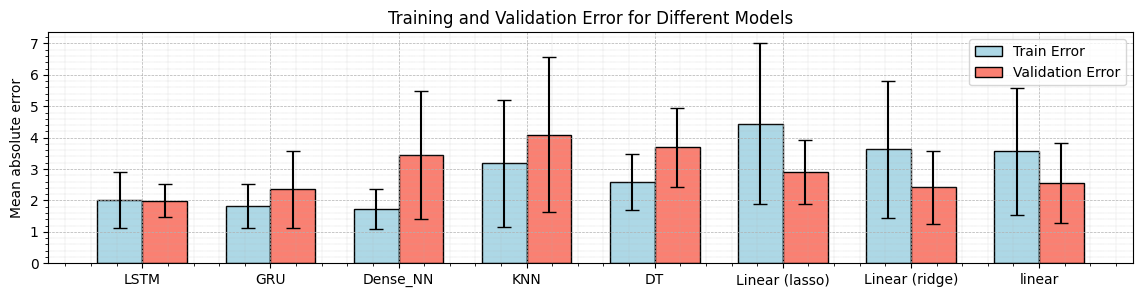 Training and Validation Error for Different Models
Mean absolute error
7
6
5
4
3
2
1
0
Train Error
Validation Error
LSTM
GRU
Dense_NN
KNN
DT
Linear (lasso)
Linear (ridge)
linear